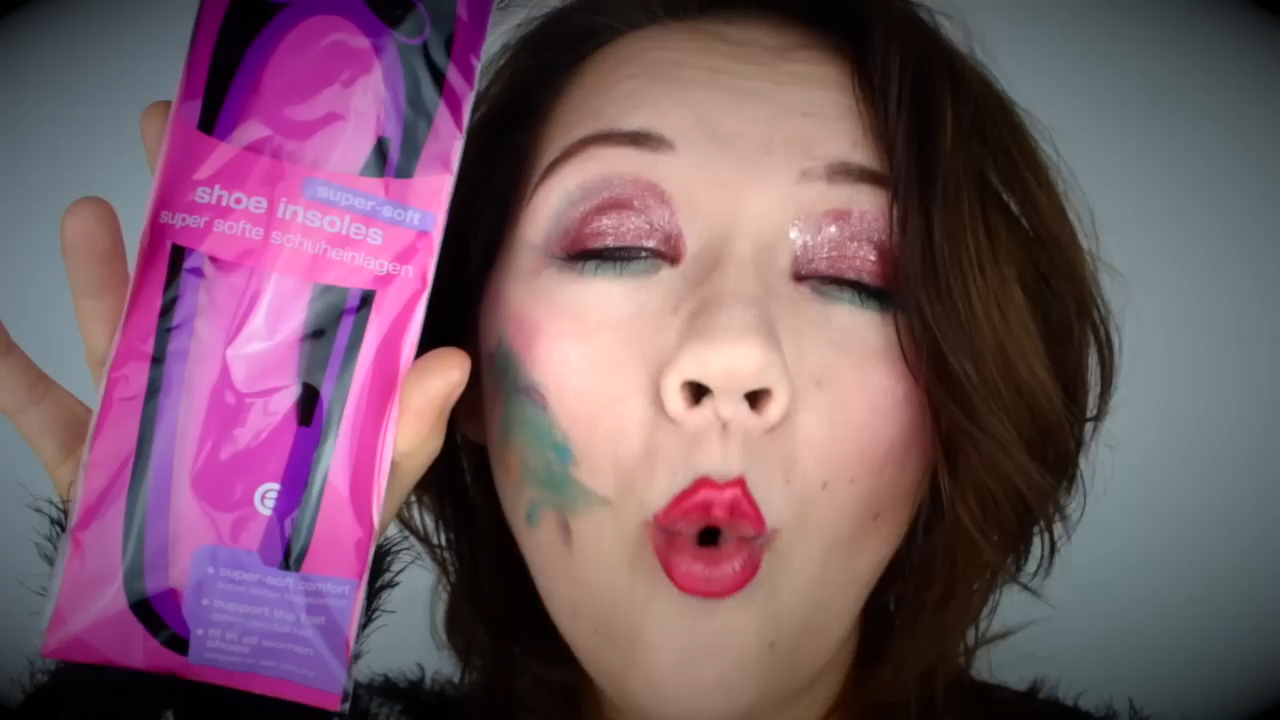 super-soft
shoe insoles
super softe schuheinlagen
e
super-soft comfort
support the feet
fit in all women
shoes